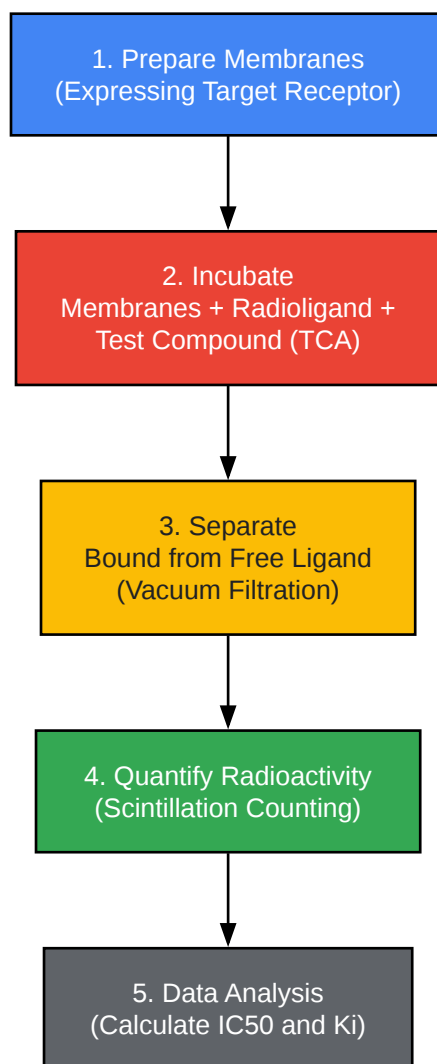 1. Prepare Membranes
(Expressing Target Receptor)
2. Incubate
Membranes + Radioligand +
Test Compound (TCA)
3. Separate
Bound from Free Ligand
(Vacuum Filtration)
4. Quantify Radioactivity
(Scintillation Counting)
5. Data Analysis
(Calculate IC50 and Ki)